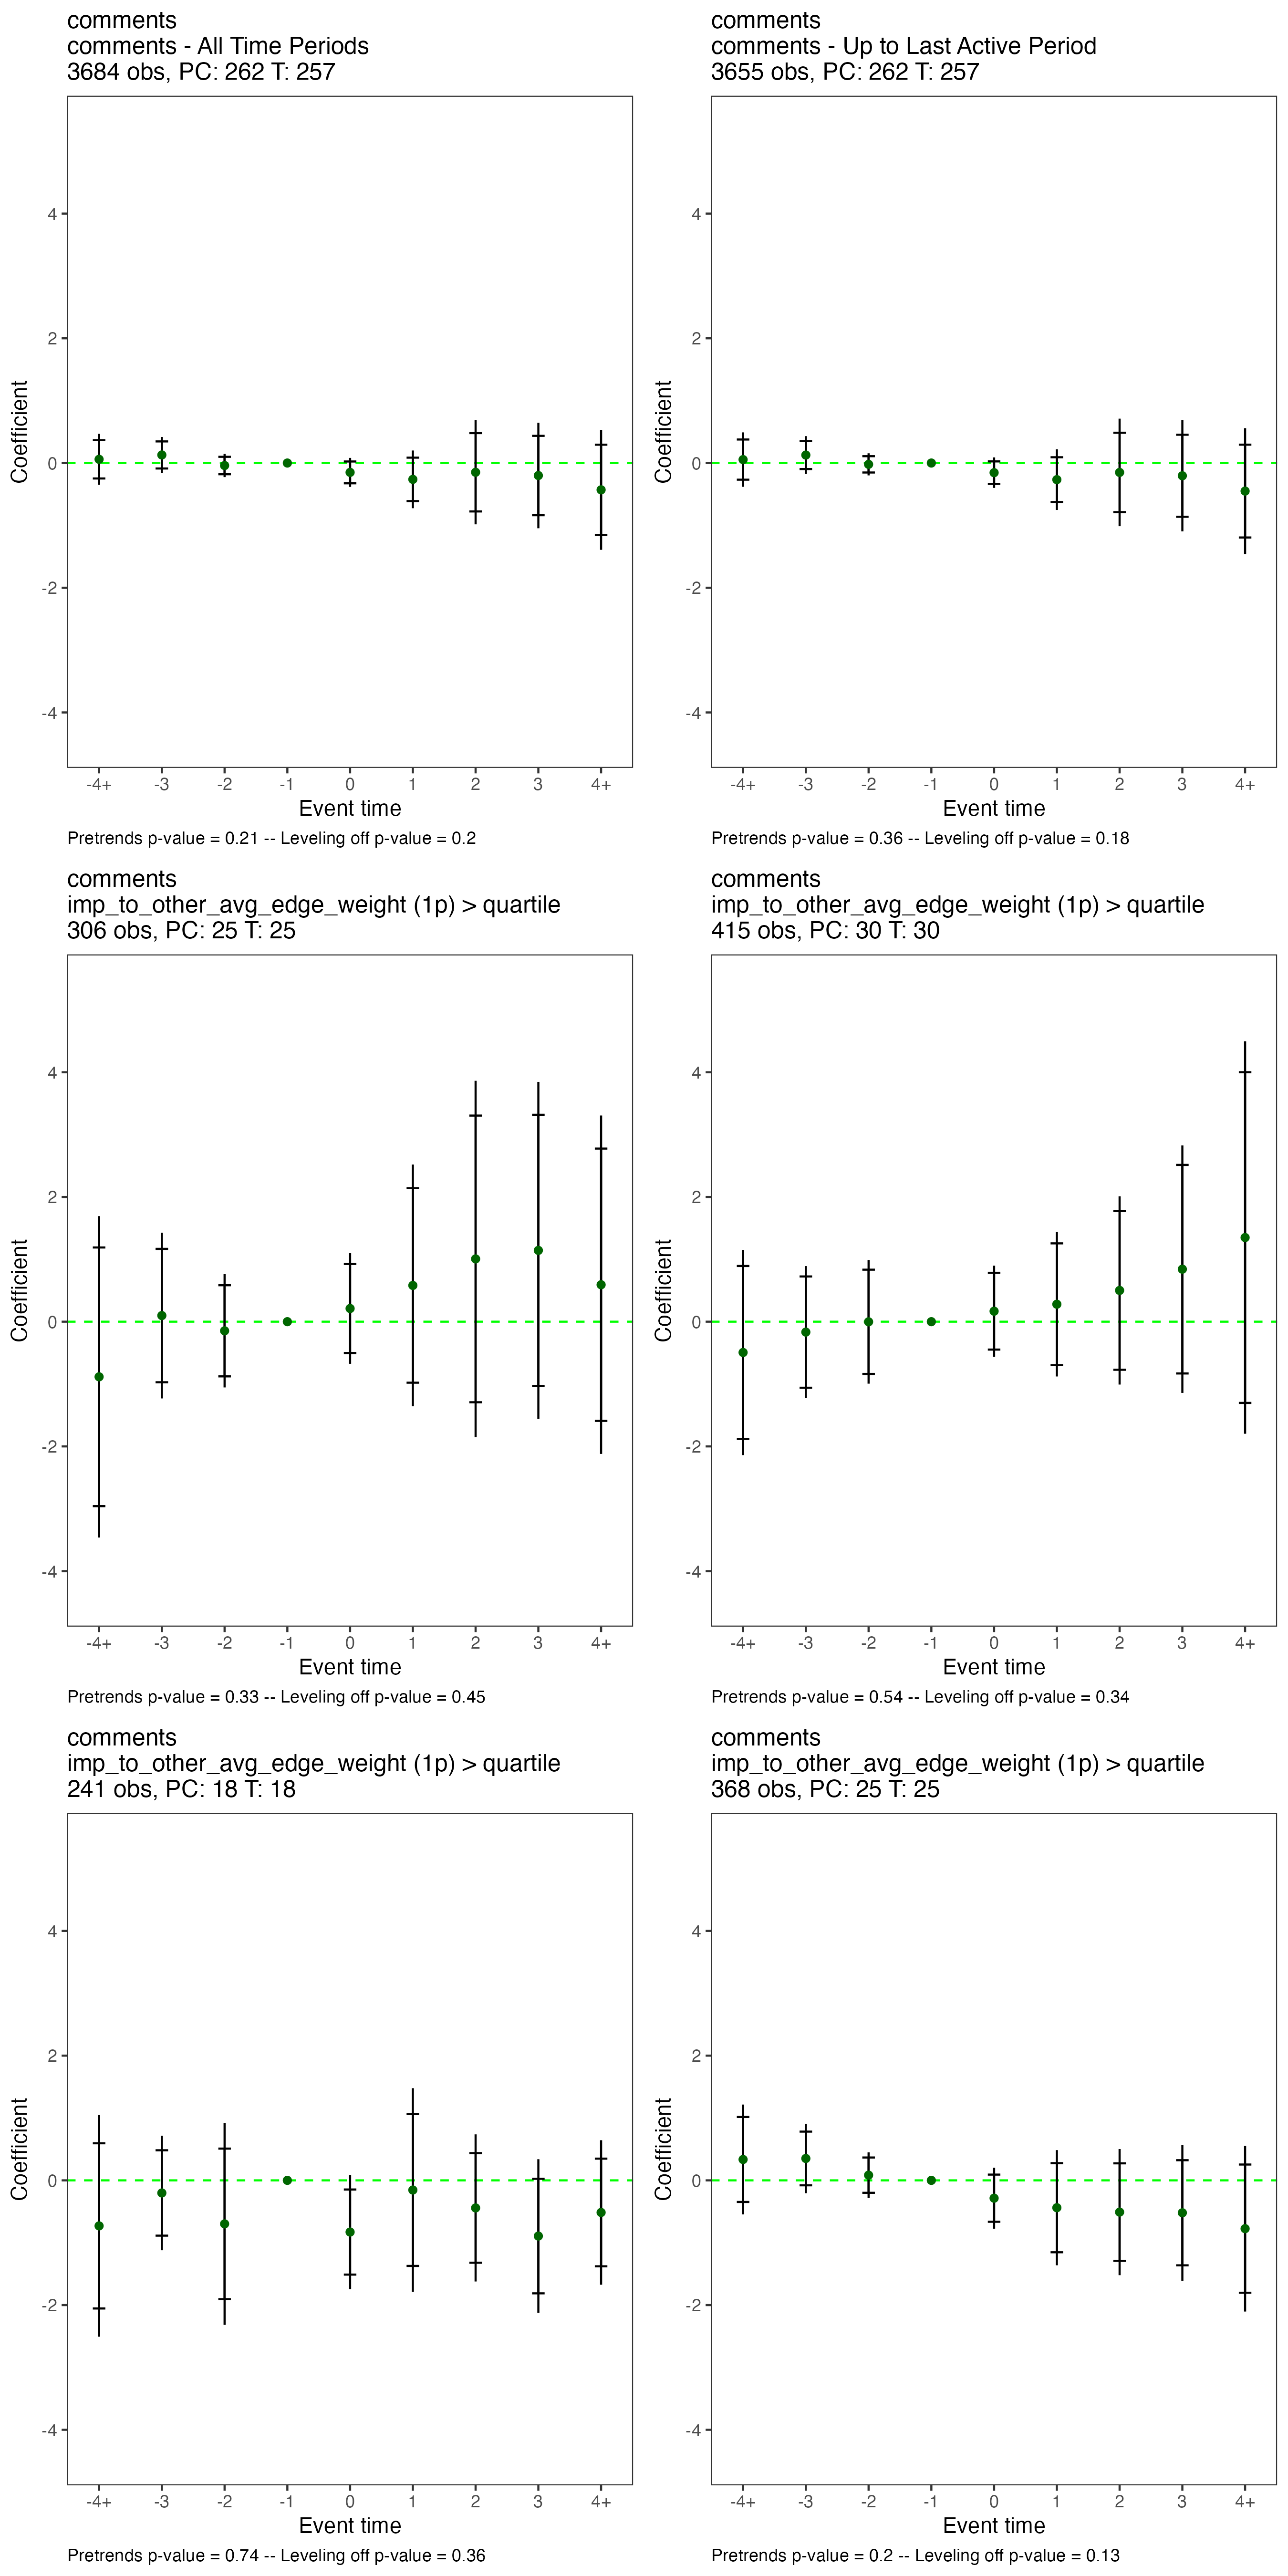 comments
comments - All Time Periods
3684 obs, PC: 262 T: 257
Coefficient
4
2
0
-2
-4
-4+ -3 -2 -1 0 1 2 3 4+
Event time
Pretrends p-value = 0.21 -- Leveling off p-value = 0.2
comments
comments - Up to Last Active Period
3655 obs, PC: 262 T: 257
Coefficient
4
2
0
-2
-4
-4+ -3 -2 -1 0 1 2 3 4+
Event time
Pretrends p-value = 0.36 -- Leveling off p-value = 0.18
comments
imp_to_other_avg_edge_weight (1p) > quartile
306 obs, PC: 25 T: 25
Coefficient
4
2
0
-2
-4
-4+ -3 -2 -1 0 1 2 3 4+
Event time
Pretrends p-value = 0.33 -- Leveling off p-value = 0.45
comments
imp_to_other_avg_edge_weight (1p) > quartile
415 obs, PC: 30 T: 30
Coefficient
4
2
0
-2
-4
-4+ -3 -2 -1 0 1 2 3 4+
Event time
Pretrends p-value = 0.54 -- Leveling off p-value = 0.34
comments
imp_to_other_avg_edge_weight (1p) > quartile
241 obs, PC: 18 T: 18
Coefficient
4
2
0
-2
-4
-4+ -3 -2 -1 0 1 2 3 4+
Event time
Pretrends p-value = 0.74 -- Leveling off p-value = 0.36
comments
imp_to_other_avg_edge_weight (1p) > quartile
368 obs, PC: 25 T: 25
Coefficient
4
2
0
-2
-4
-4+ -3 -2 -1 0 1 2 3 4+
Event time
Pretrends p-value = 0.2 -- Leveling off p-value = 0.13